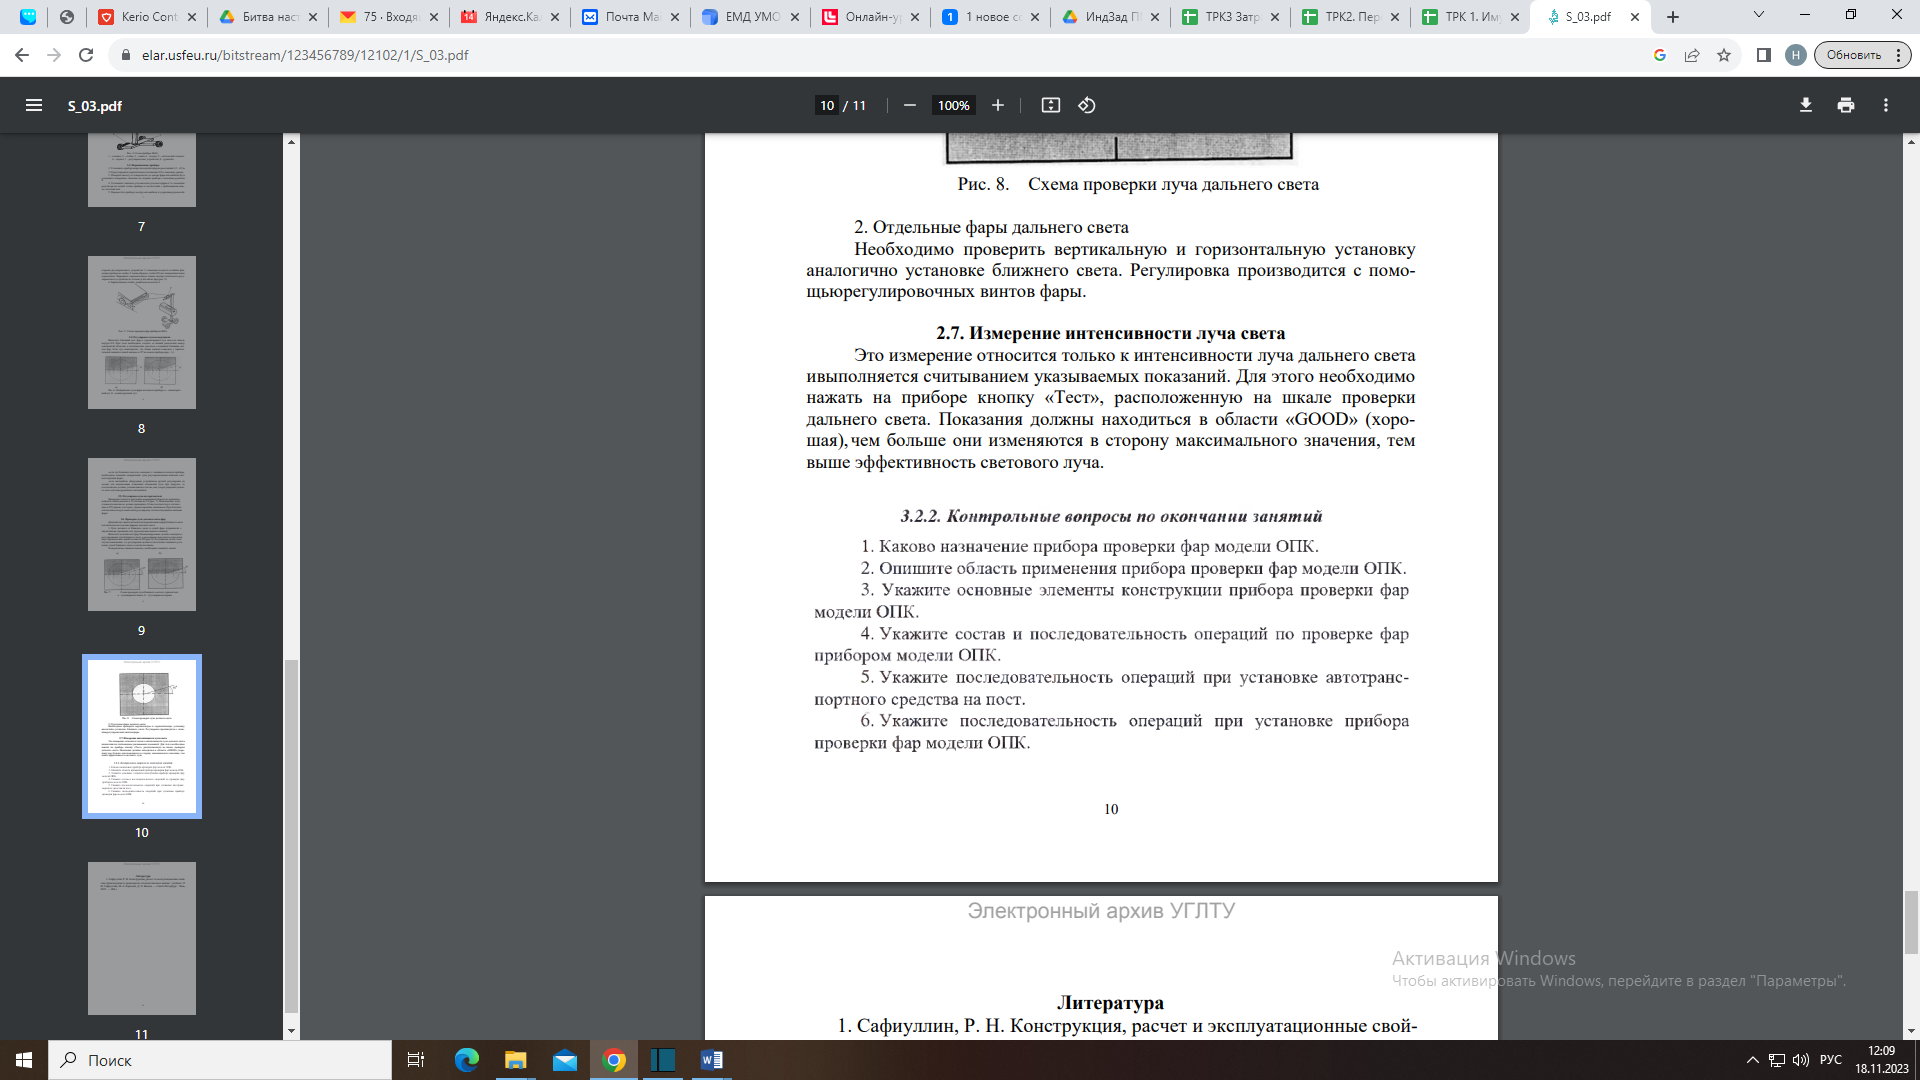 Kerio Cont
Битва наст
75 · Входя
Яндекс.Ка
Почта Ma
ЕМД УМО
Онлайн-у
1 новое со
ИндЗад П
ТРК3 Затр
ТРК2. Пер
ТРК 1. Им
S_03.pdf
elar.usfeu.ru/bitstream/123456789/12102/1/S_03.pdf
Н
Обновить
S_03.pdf
10 / 11
100%
7
8
9
10
11
Рис. 8. Схема проверки луча дальнего света
2. Отдельные фары дальнего света
Необходимо проверить вертикальную и горизонтальную установку
аналогично установке ближнего света. Регулировка производится с помо-
щьюрегулировочных винтов фары.
2.7. Измерение интенсивности луча света
Это измерение относится только к интенсивности луча дальнего света
ивыполняется считыванием указываемых показаний. Для этого необходимо
нажать на приборе кнопку «Тест», расположенную на шкале проверки
дальнего света. Показания должны находиться в области «GOOD» (хоро-
шая), чем больше они изменяются в сторону максимального значения, тем
выше эффективность светового луча.
3.2.2. Контрольные вопросы по окончании занятий
1. Каково назначение прибора проверки фар модели ОПК.
2. Опишите область применения прибора проверки фар модели ОПК.
3. Укажите основные элементы конструкции прибора проверки фар
модели ОПК.
4. Укажите состав и последовательность операций по проверке фар
прибором модели ОПК.
5. Укажите последовательность операций при установке автотранс-
портного средства на пост.
6. Укажите последовательность операций при установке прибора
проверки фар модели ОПК.
10
Электронный архив УГЛТУ
Литература
1. Сафиуллин, Р. Н. Конструкция, расчет и эксплуатационные свой-
Активация Windows
Чтобы активировать Windows, перейдите в раздел "Параметры".
Поиск
РУС
12:09
18.11.2023